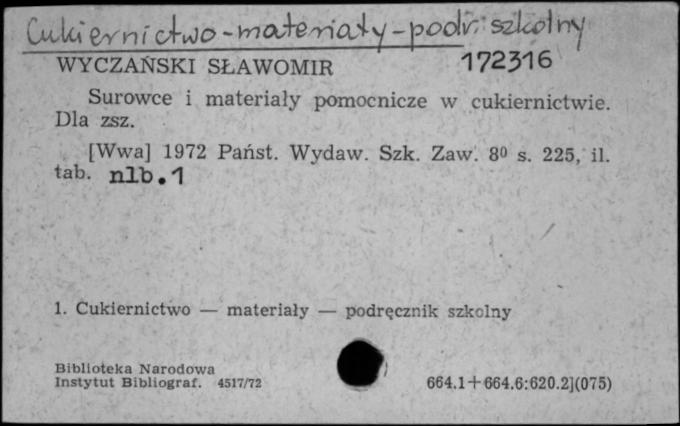 Cukiernictwo-materiały-podr. szkolny
WYCZAŃSKI SŁAWOMIR 172316
Surowce i materiały pomocnicze w cukiernictwie.
Dla zsz.
[Wwa] 1972 Państ. Wydaw. Szk. Zaw. 8⁰ s. 225, il.
tab. nlb.1
1. Cukiernictwo — materiały — podręcznik szkolny
Biblioteka Narodowa
Instytut Bibliograf. 4517/72
664.1+664.6:620.2](075)